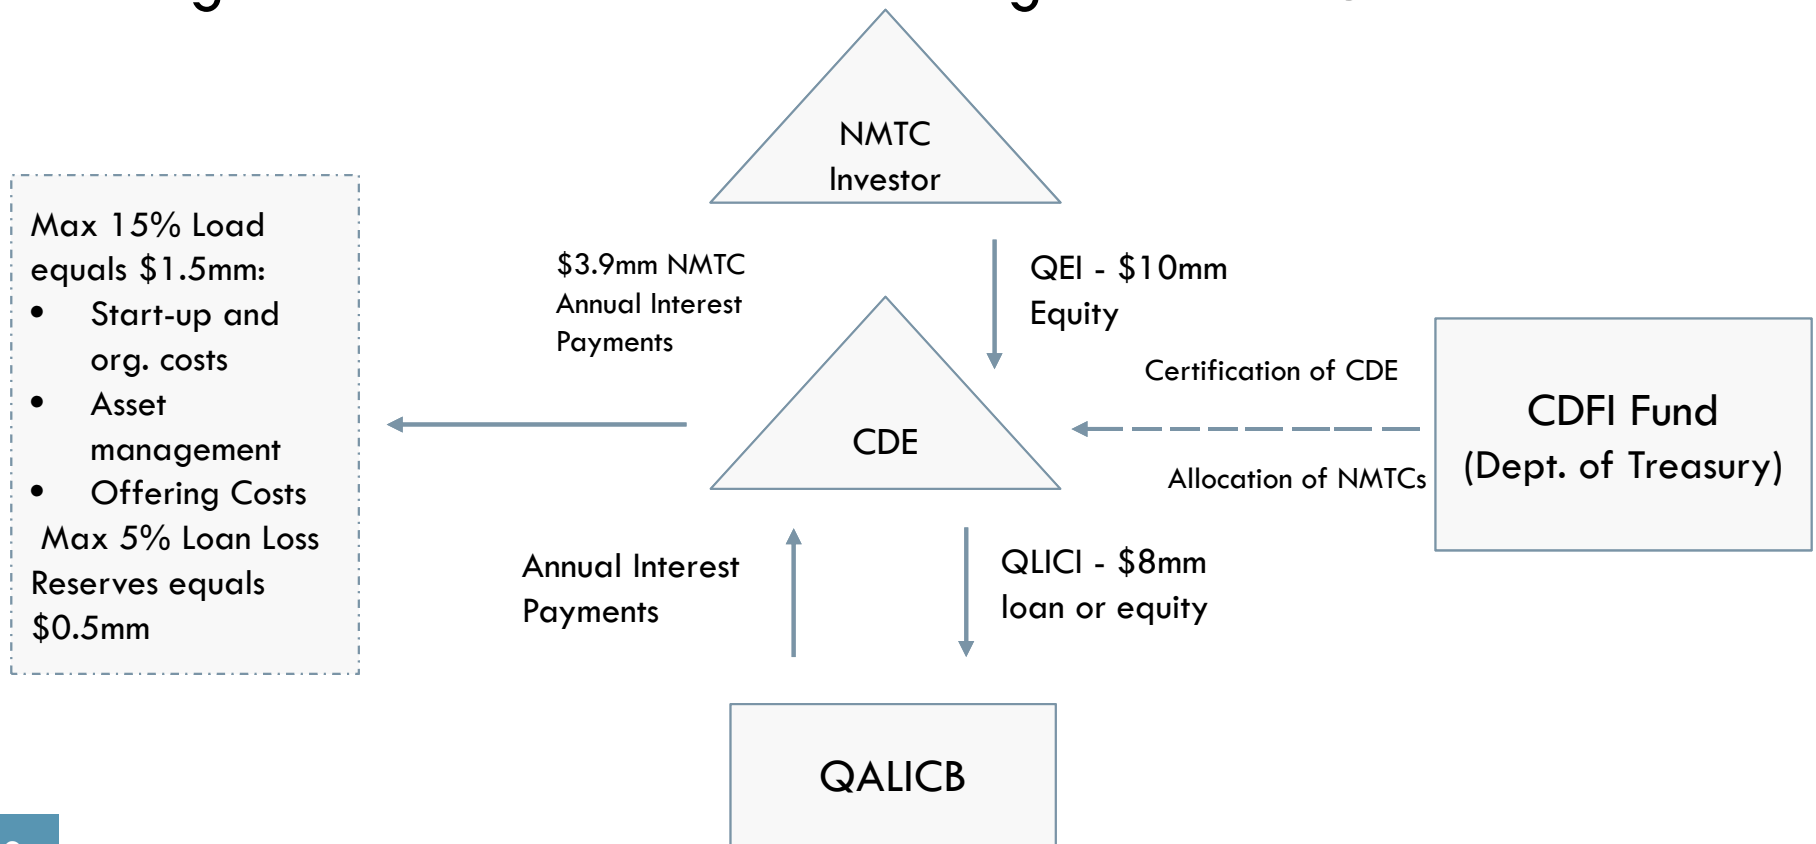 NMTC
Investor
Max 15% Load
equals $1.5mm:
• Start-up and
org. costs
• Asset
management
• Offering Costs
Max 5% Loan Loss
Reserves equals
$0.5mm
$3.9mm NMTC
Annual Interest
Payments
QEI - $10mm
Equity
CDE
Certification of CDE
Allocation of NMTCs
CDFI Fund
(Dept. of Treasury)
Annual Interest
Payments
QLICI - $8mm
loan or equity
QALICB